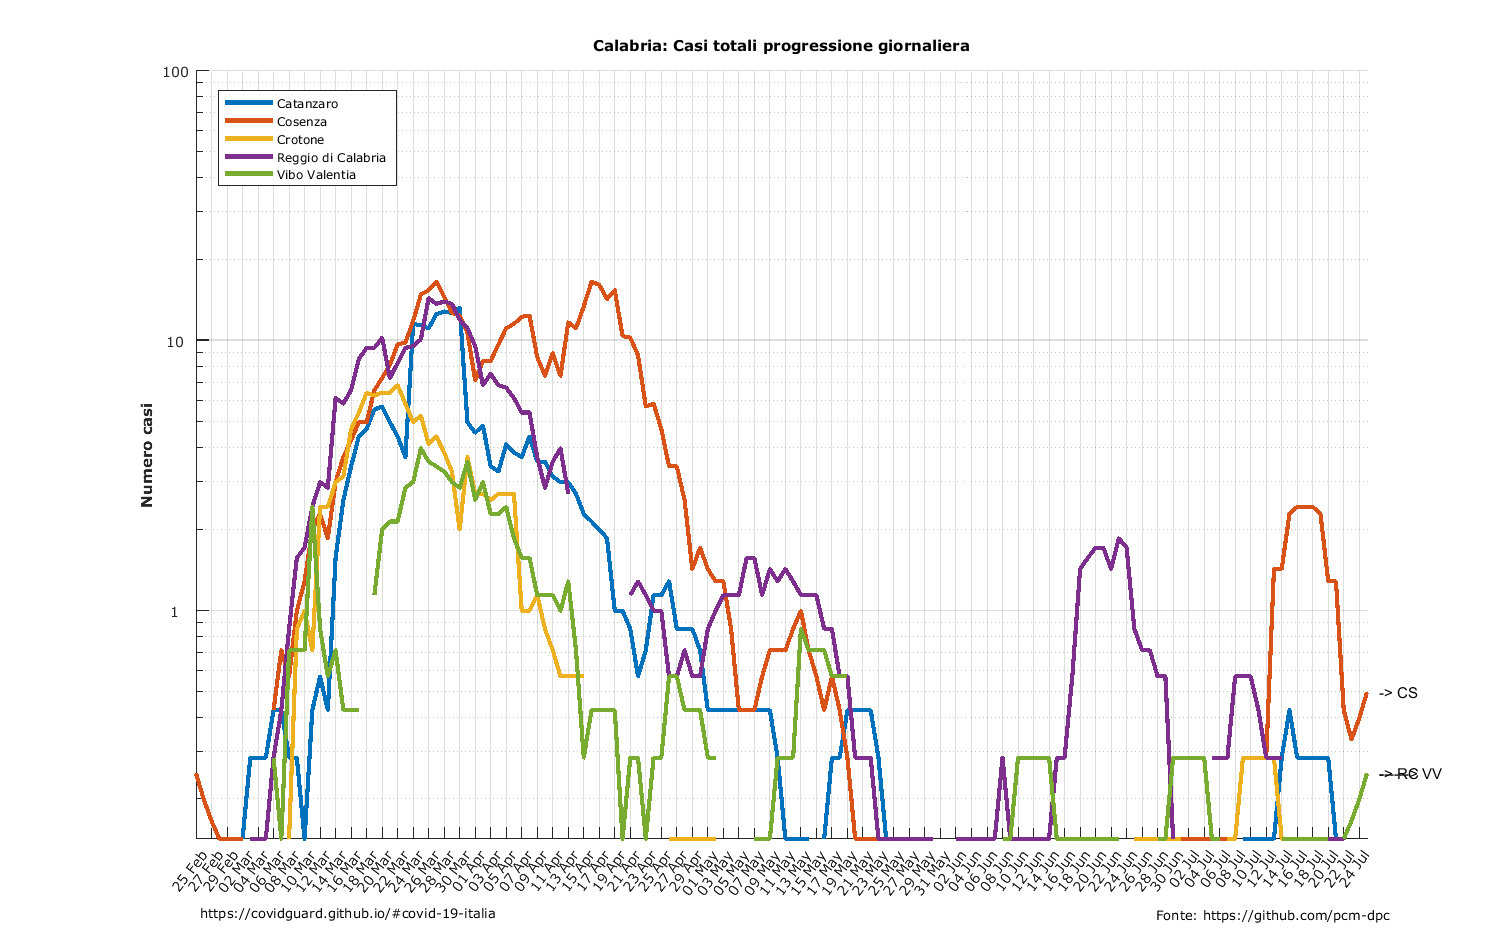 Calabria: Casi totali progressione giornaliera
100
10
1
Numero casi
Catanzaro
Cosenza
Crotone
Reggio di Calabria
Vibo Valentia
-> CS
-> RC VV
25 Feb
27 Feb
29 Feb
02 Mar
04 Mar
06 Mar
08 Mar
10 Mar
12 Mar
14 Mar
16 Mar
18 Mar
20 Mar
22 Mar
24 Mar
26 Mar
28 Mar
30 Mar
01 Apr
03 Apr
05 Apr
07 Apr
09 Apr
11 Apr
13 Apr
15 Apr
17 Apr
19 Apr
21 Apr
23 Apr
25 Apr
27 Apr
29 Apr
01 May
03 May
05 May
07 May
09 May
11 May
13 May
15 May
17 May
19 May
21 May
23 May
25 May
27 May
29 May
31 May
02 Jun
04 Jun
06 Jun
08 Jun
10 Jun
12 Jun
14 Jun
16 Jun
18 Jun
20 Jun
22 Jun
24 Jun
26 Jun
28 Jun
30 Jun
02 Jul
04 Jul
06 Jul
08 Jul
10 Jul
12 Jul
14 Jul
16 Jul
18 Jul
20 Jul
22 Jul
24 Jul
https://covidguard.github.io/#covid-19-italia
Fonte: https://github.com/pcm-dpc